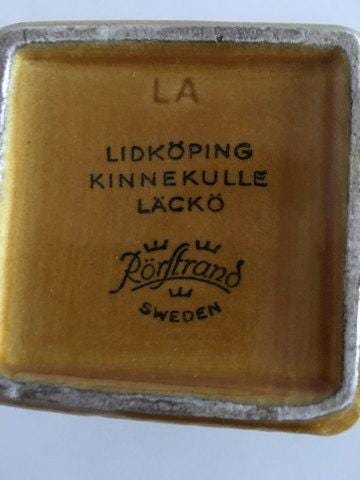 LA
LIDKÖPING
KINNEKULLE
LÄCKÖ
Rörstrand
SWEDEN